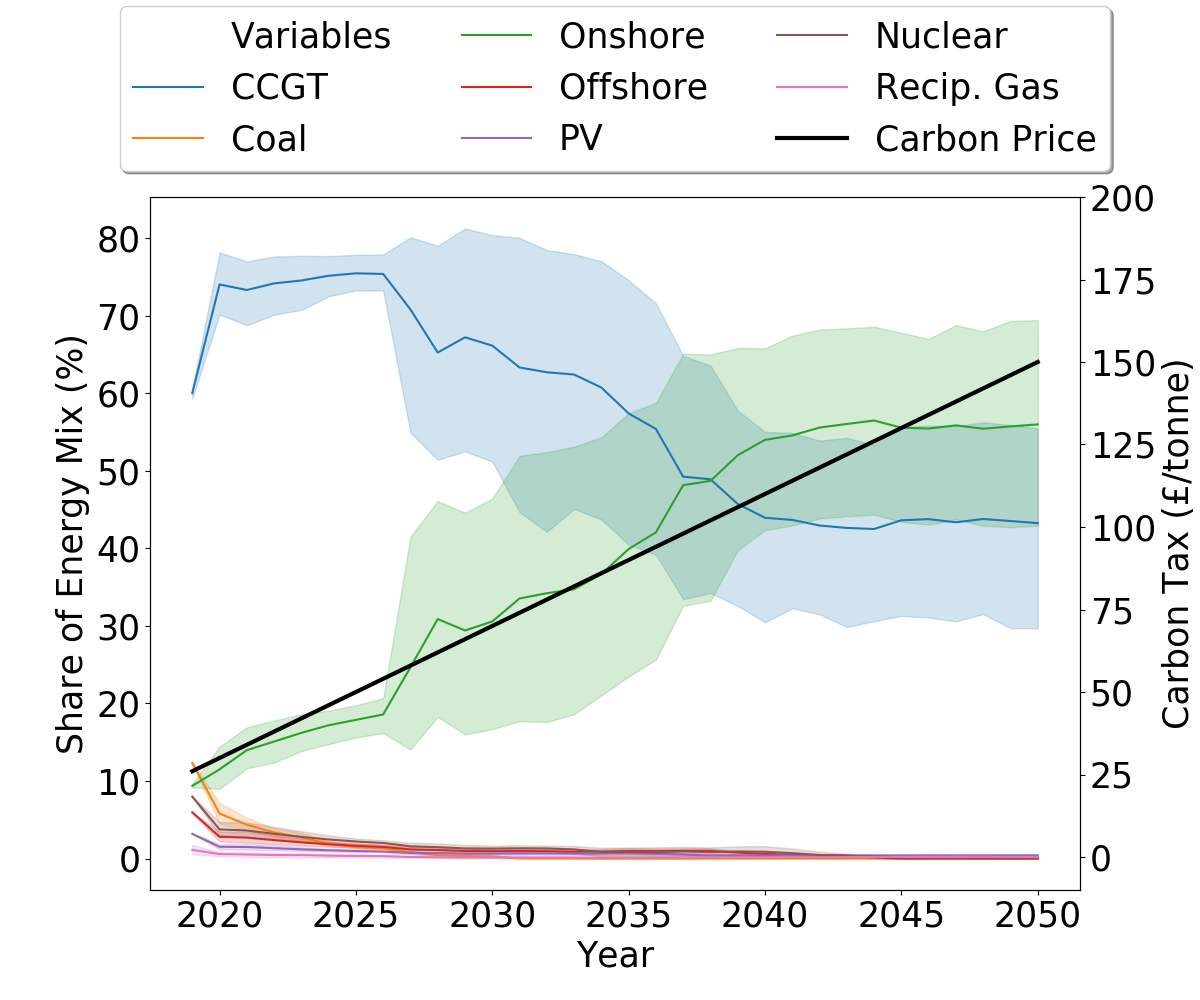 Variables
CCGT
Coal
Onshore
Offshore
PV
Nuclear
Recip. Gas
Carbon Price
Share of Energy Mix (%)
80
70
60
50
40
30
20
10
0
200
175
150
125
100
75
50
25
0
Carbon Tax (£/tonne)
2020 2025 2030 2035 2040 2045 2050
Year